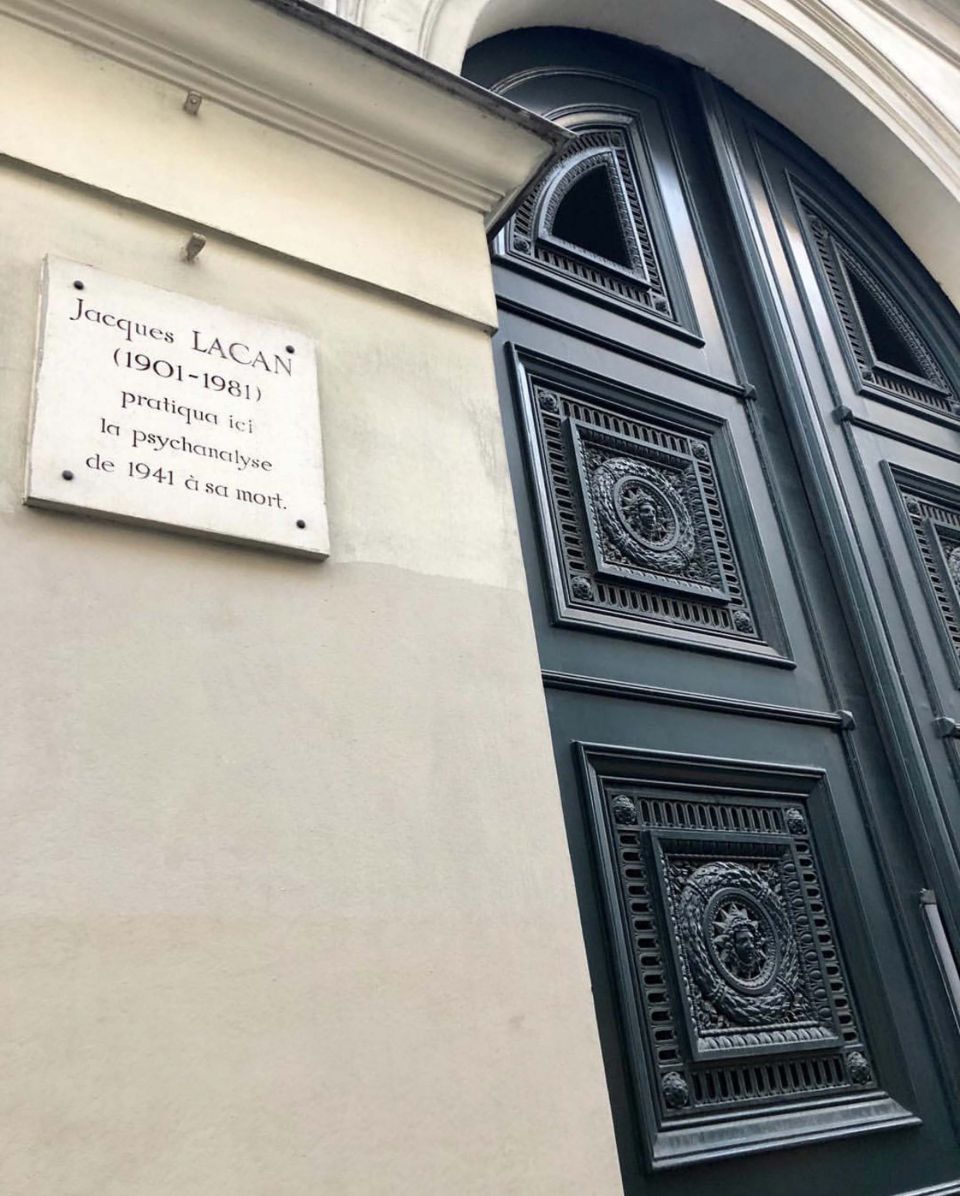 Jacques LACAN
(1901-1981)
pratiqua ici
la psychanalyse
de 1941 à sa mort.